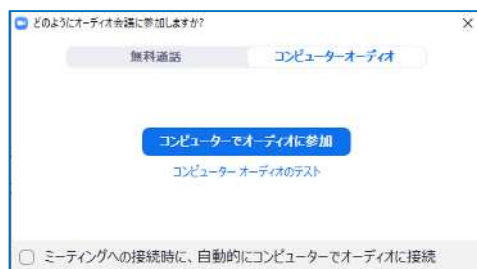 どのようにオーディオ会議に参加しますか?
無料通話 コンピューターオーディオ
コンピューターでオーディオに参加
コンピューター オーディオのテスト
ミーティングへの接続時に、自動的にコンピューターでオーディオに接続